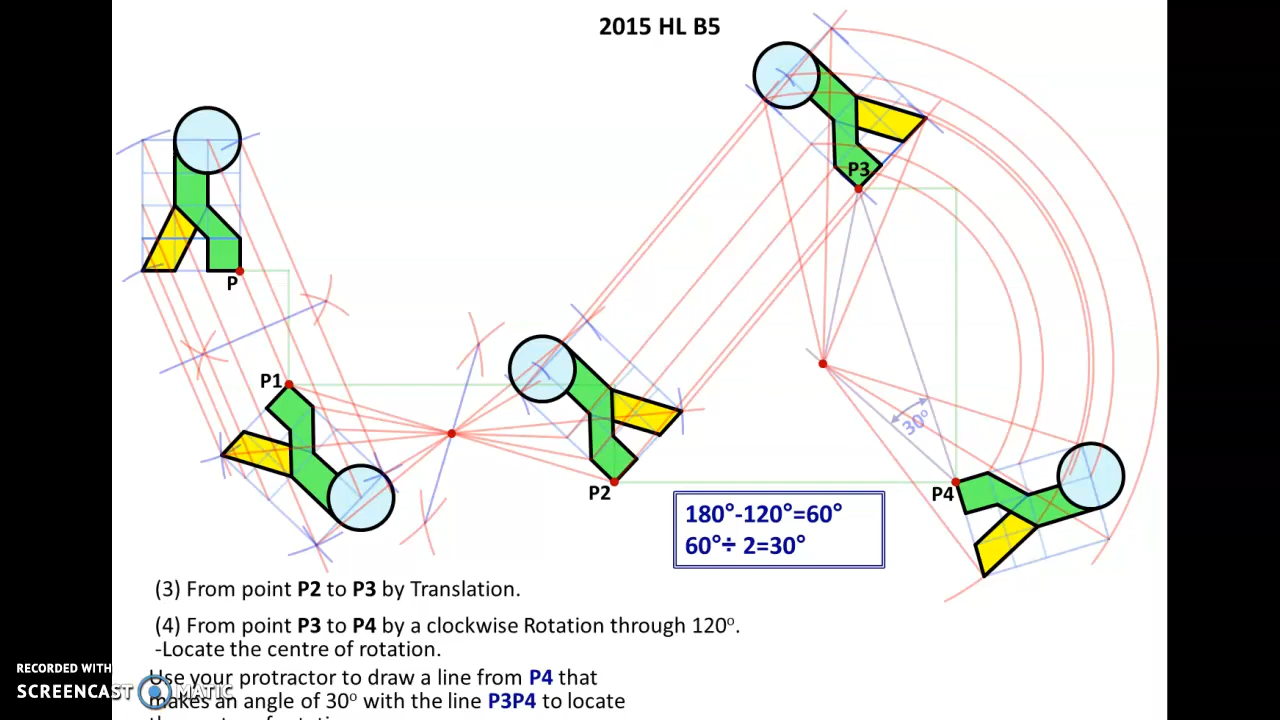 2015 HL B5
P3
P
P1
30°
P2
P4
180°-120°=60°
60°÷ 2=30°
(3) From point P2 to P3 by Translation.
(4) From point P3 to P4 by a clockwise Rotation through 120°.
-Locate the centre of rotation.
Use your protractor to draw a line from P4 that
makes an angle of 30° with the line P3P4 to locate
RECORDED WITH
SCREENCAST MATIC